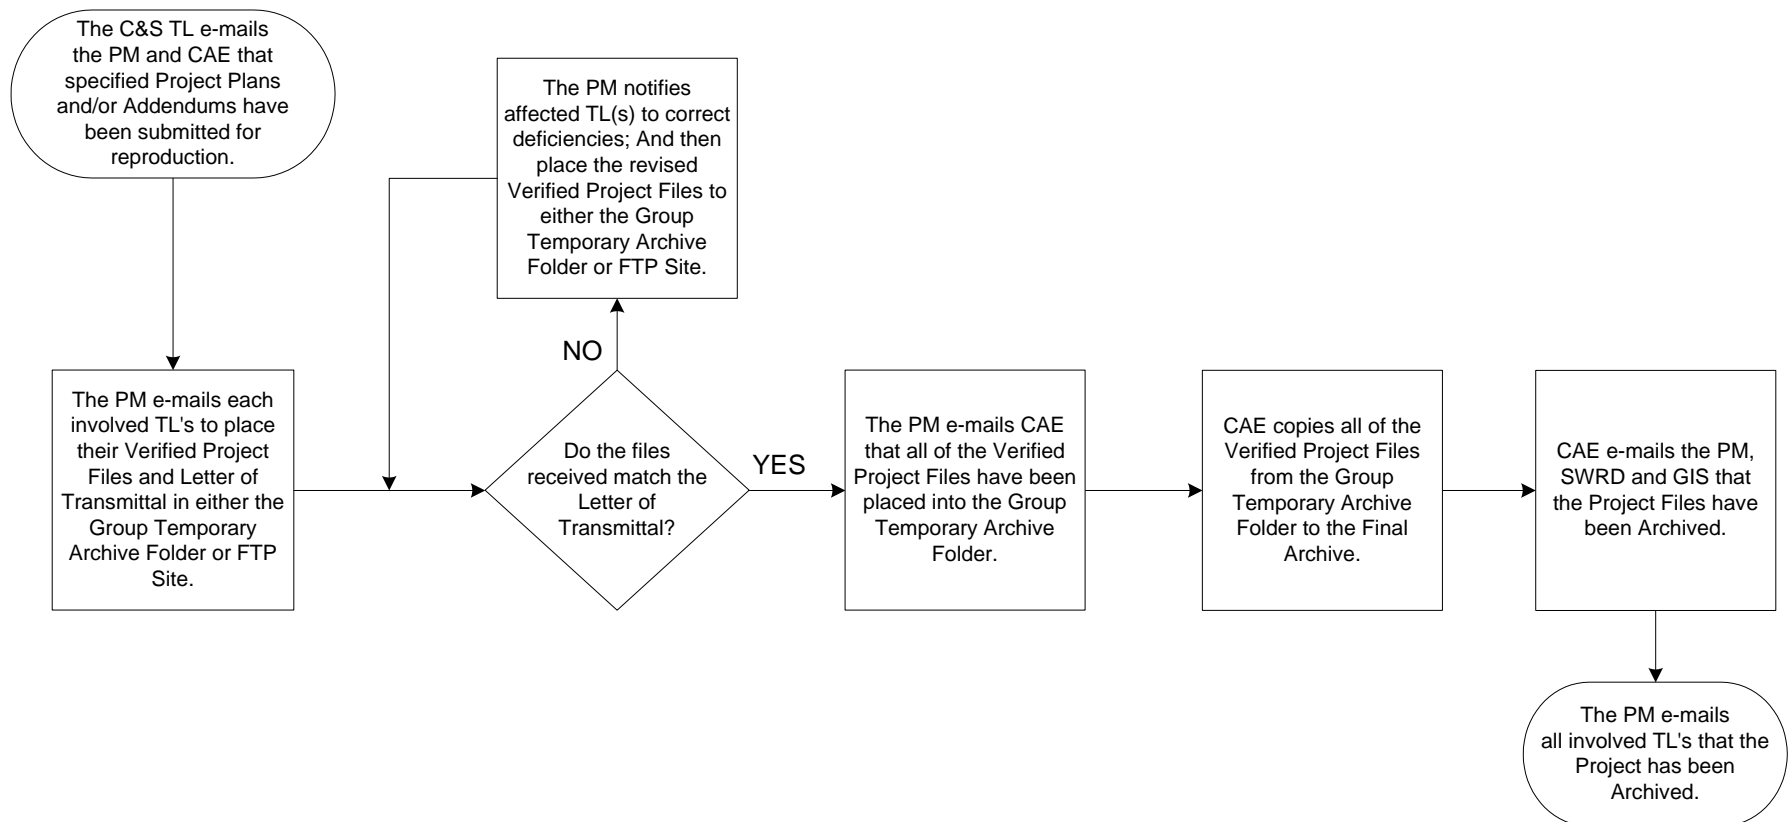 The C&S TL e-mails
the PM and CAE that
specified Project Plans
and/or Addendums have
been submitted for
reproduction.
The PM notifies
affected TL(s) to correct
deficiencies; And then
place the revised
Verified Project Files to
either the Group
Temporary Archive
Folder or FTP Site.
NO
The PM e-mails each
involved TL's to place
their Verified Project
Files and Letter of
Transmittal in either the
Group Temporary
Archive Folder or FTP
Site.
Do the files
received match the
Letter of
Transmittal?
YES
The PM e-mails CAE
that all of the Verified
Project Files have been
placed into the Group
Temporary Archive
Folder.
CAE copies all of the
Verified Project Files
from the Group
Temporary Archive
Folder to the Final
Archive.
CAE e-mails the PM,
SWRD and GIS that
the Project Files have
been Archived.
The PM e-mails
all involved TL's that the
Project has been
Archived.